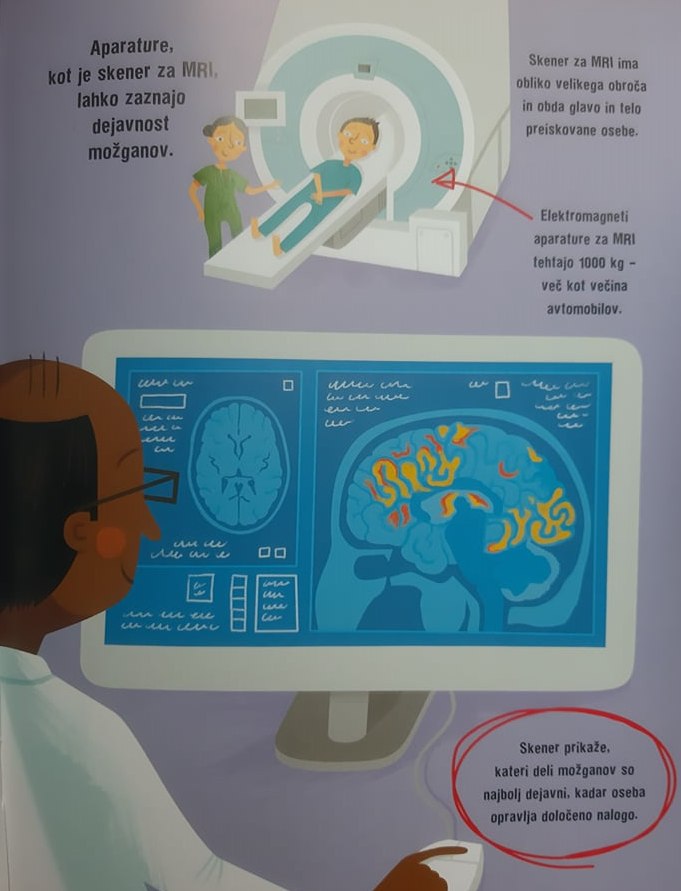 Aparature,
kot je skener za MRI,
lahko zaznajo
dejavnost
možganov.
Skener za MRI ima
obliko velikega obroča
in obda glavo in telo
preiskovane osebe.
Elektromagneti
aparature za MRI
tehtajo 1000 kg –
več kot večina
avtomobilov.
Skener prikaže,
kateri deli možganov so
najbolj dejavni, kadar oseba
opravlja določeno nalogo.